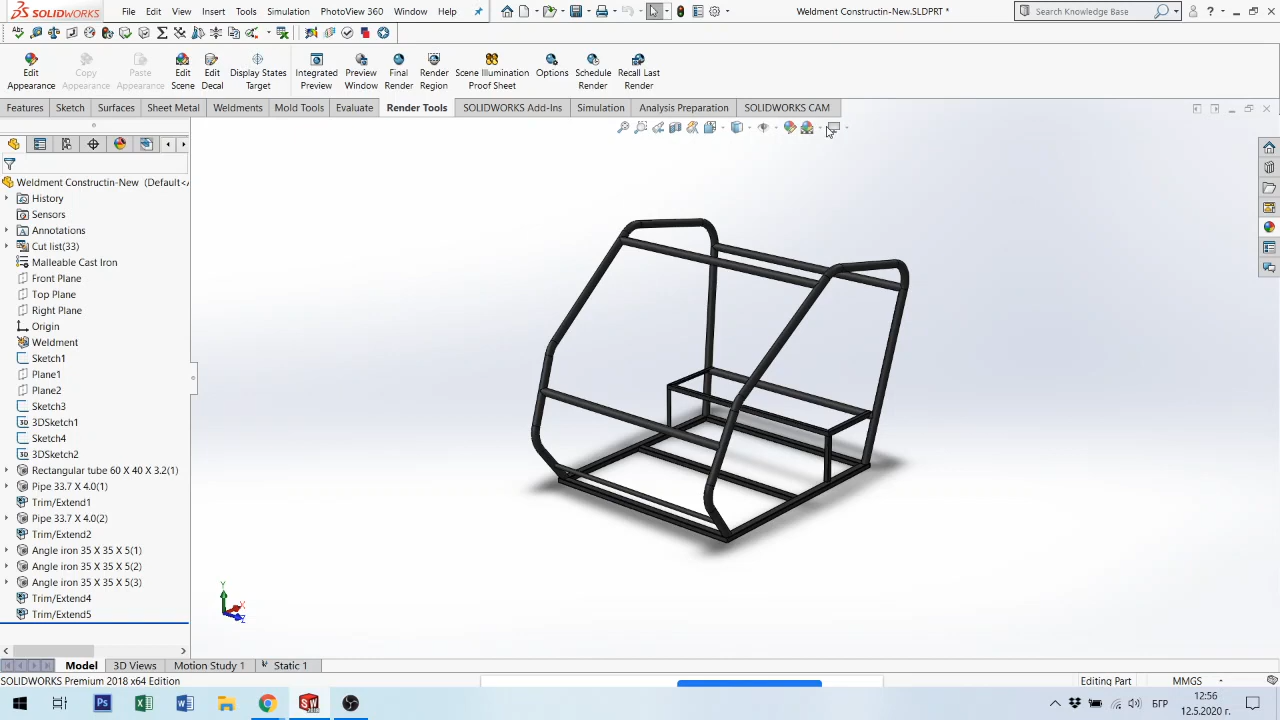 SOLIDWORKS File Edit View Insert Tools Simulation PhotoView 360 Window Help Weldment Constructin-New.SLDPRT * Search Knowledge Base
Edit Appearance
Copy Appearance
Paste Appearance
Edit Scene
Edit Decal
Display States Target
Integrated Preview
Preview Window
Final Render
Render Region
Scene Illumination Proof Sheet
Options
Schedule Render
Recall Last Render
Features Sketch Surfaces Sheet Metal Weldments Mold Tools Evaluate Render Tools SOLIDWORKS Add-Ins Simulation Analysis Preparation SOLIDWORKS CAM
Weldment Constructin-New (Default<
History
Sensors
Annotations
Cut list(33)
Malleable Cast Iron
Front Plane
Top Plane
Right Plane
Origin
Weldment
Sketch1
Plane1
Plane2
Sketch3
3DSketch1
Sketch4
3DSketch2
Rectangular tube 60 X 40 X 3.2(1)
Pipe 33.7 X 4.0(1)
Trim/Extend1
Pipe 33.7 X 4.0(2)
Trim/Extend2
Angle iron 35 X 35 X 5(1)
Angle iron 35 X 35 X 5(2)
Angle iron 35 X 35 X 5(3)
Trim/Extend4
Trim/Extend5
Y
X
Z
Model 3D Views Motion Study 1 Static 1
SOLIDWORKS Premium 2018 x64 Edition Editing Part MMGS
БГР 12:56
12.5.2020 г.